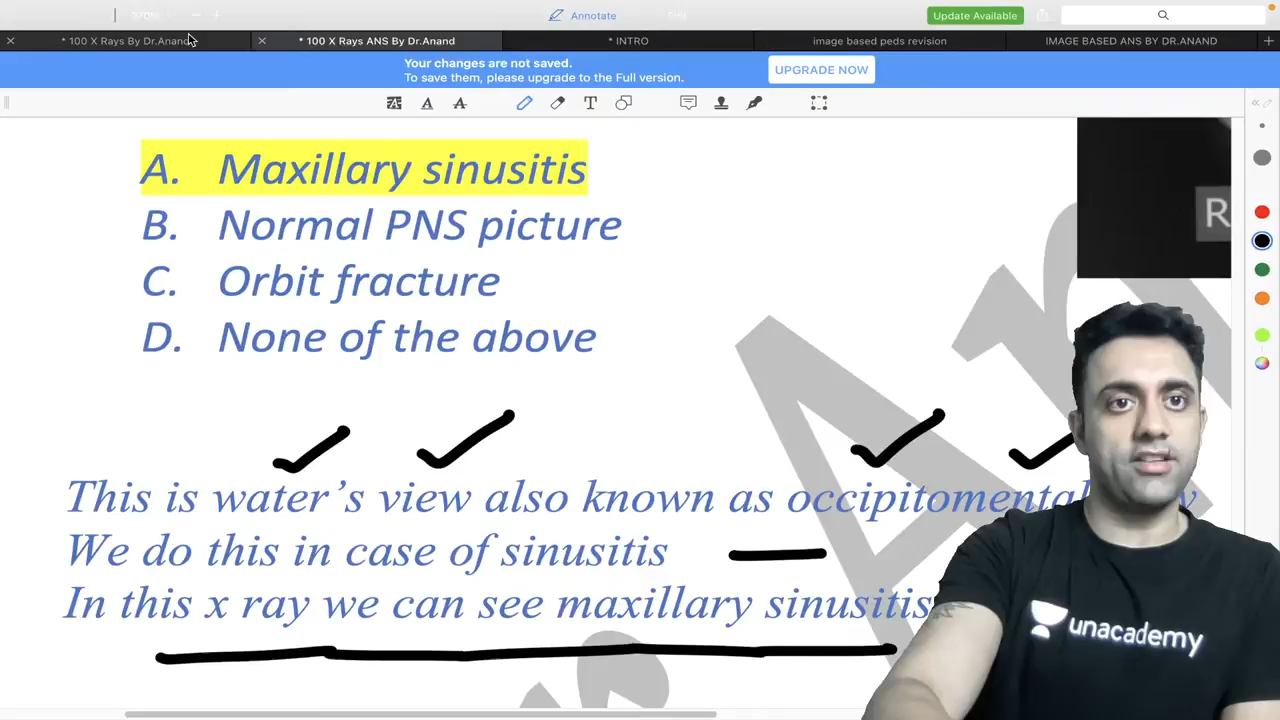 370%
Annotate
Update Available
* 100 X Rays By Dr.Anand
* 100 X Rays ANS By Dr.Anand
* INTRO
image based peds revision
IMAGE BASED ANS BY DR.ANAND
Your changes are not saved.
To save them, please upgrade to the Full version.
UPGRADE NOW
A. Maxillary sinusitis
B. Normal PNS picture
C. Orbit fracture
D. None of the above
This is water's view also known as occipitomental
We do this in case of sinusitis
In this x ray we can see maxillary sinusitis
R
An
unacademy